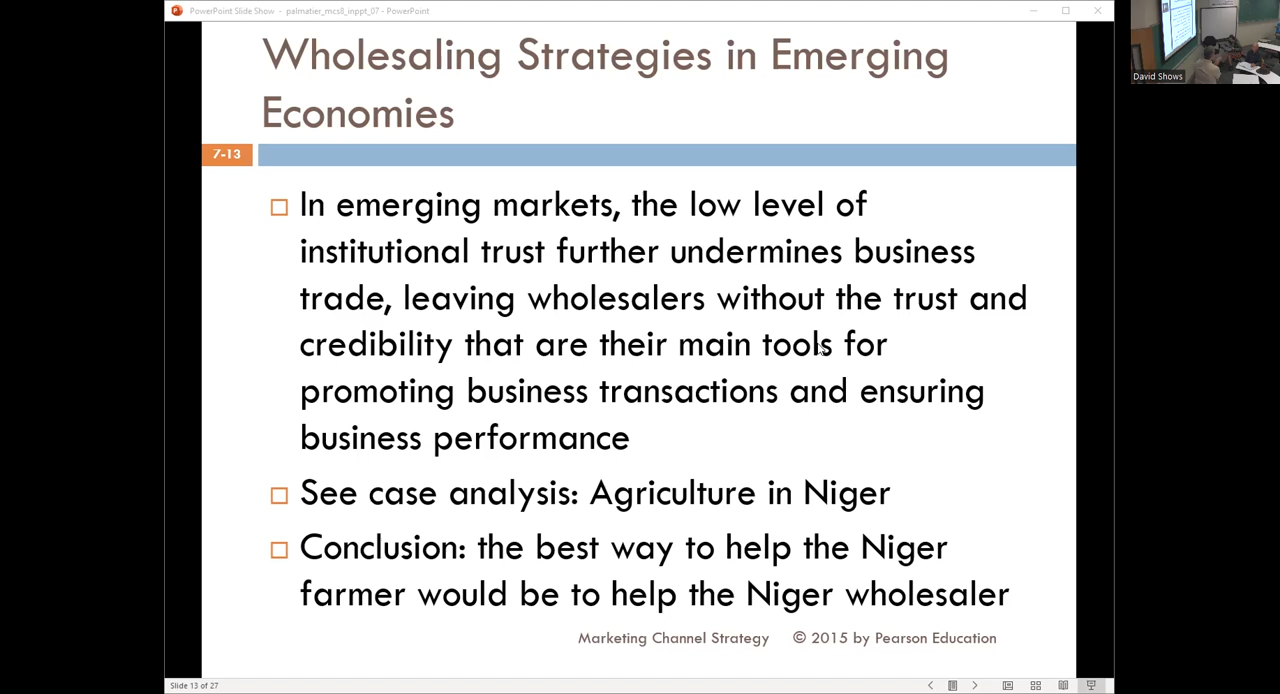 PowerPoint Slide Show - palmatier_mcs8_inppt_07 - PowerPoint
Wholesaling Strategies in Emerging
Economies
7-13
In emerging markets, the low level of
institutional trust further undermines business
trade, leaving wholesalers without the trust and
credibility that are their main tools for
promoting business transactions and ensuring
business performance
See case analysis: Agriculture in Niger
Conclusion: the best way to help the Niger
farmer would be to help the Niger wholesaler
Marketing Channel Strategy © 2015 by Pearson Education
Slide 13 of 27
David Shows